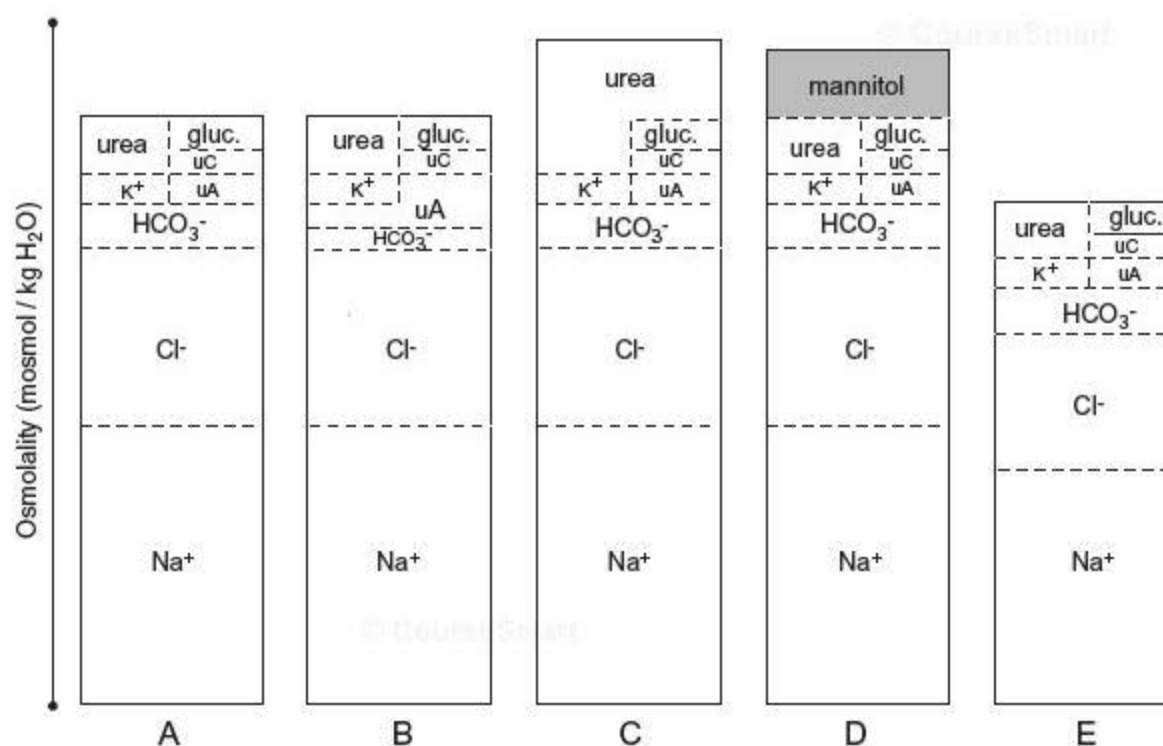 © CourseSmart
Osmolality (mosmol / kg H₂O)
urea
gluc.
uC
K⁺
uA
HCO₃⁻
Cl⁻
Na⁺
A
urea
gluc.
uC
K⁺
uA
HCO₃⁻
Cl⁻
Na⁺
B
urea
gluc.
uC
K⁺
uA
HCO₃⁻
Cl⁻
Na⁺
C
mannitol
urea
gluc.
uC
K⁺
uA
HCO₃⁻
Cl⁻
Na⁺
D
urea
gluc.
uC
K⁺
uA
HCO₃⁻
Cl⁻
Na⁺
E
© CourseSmart